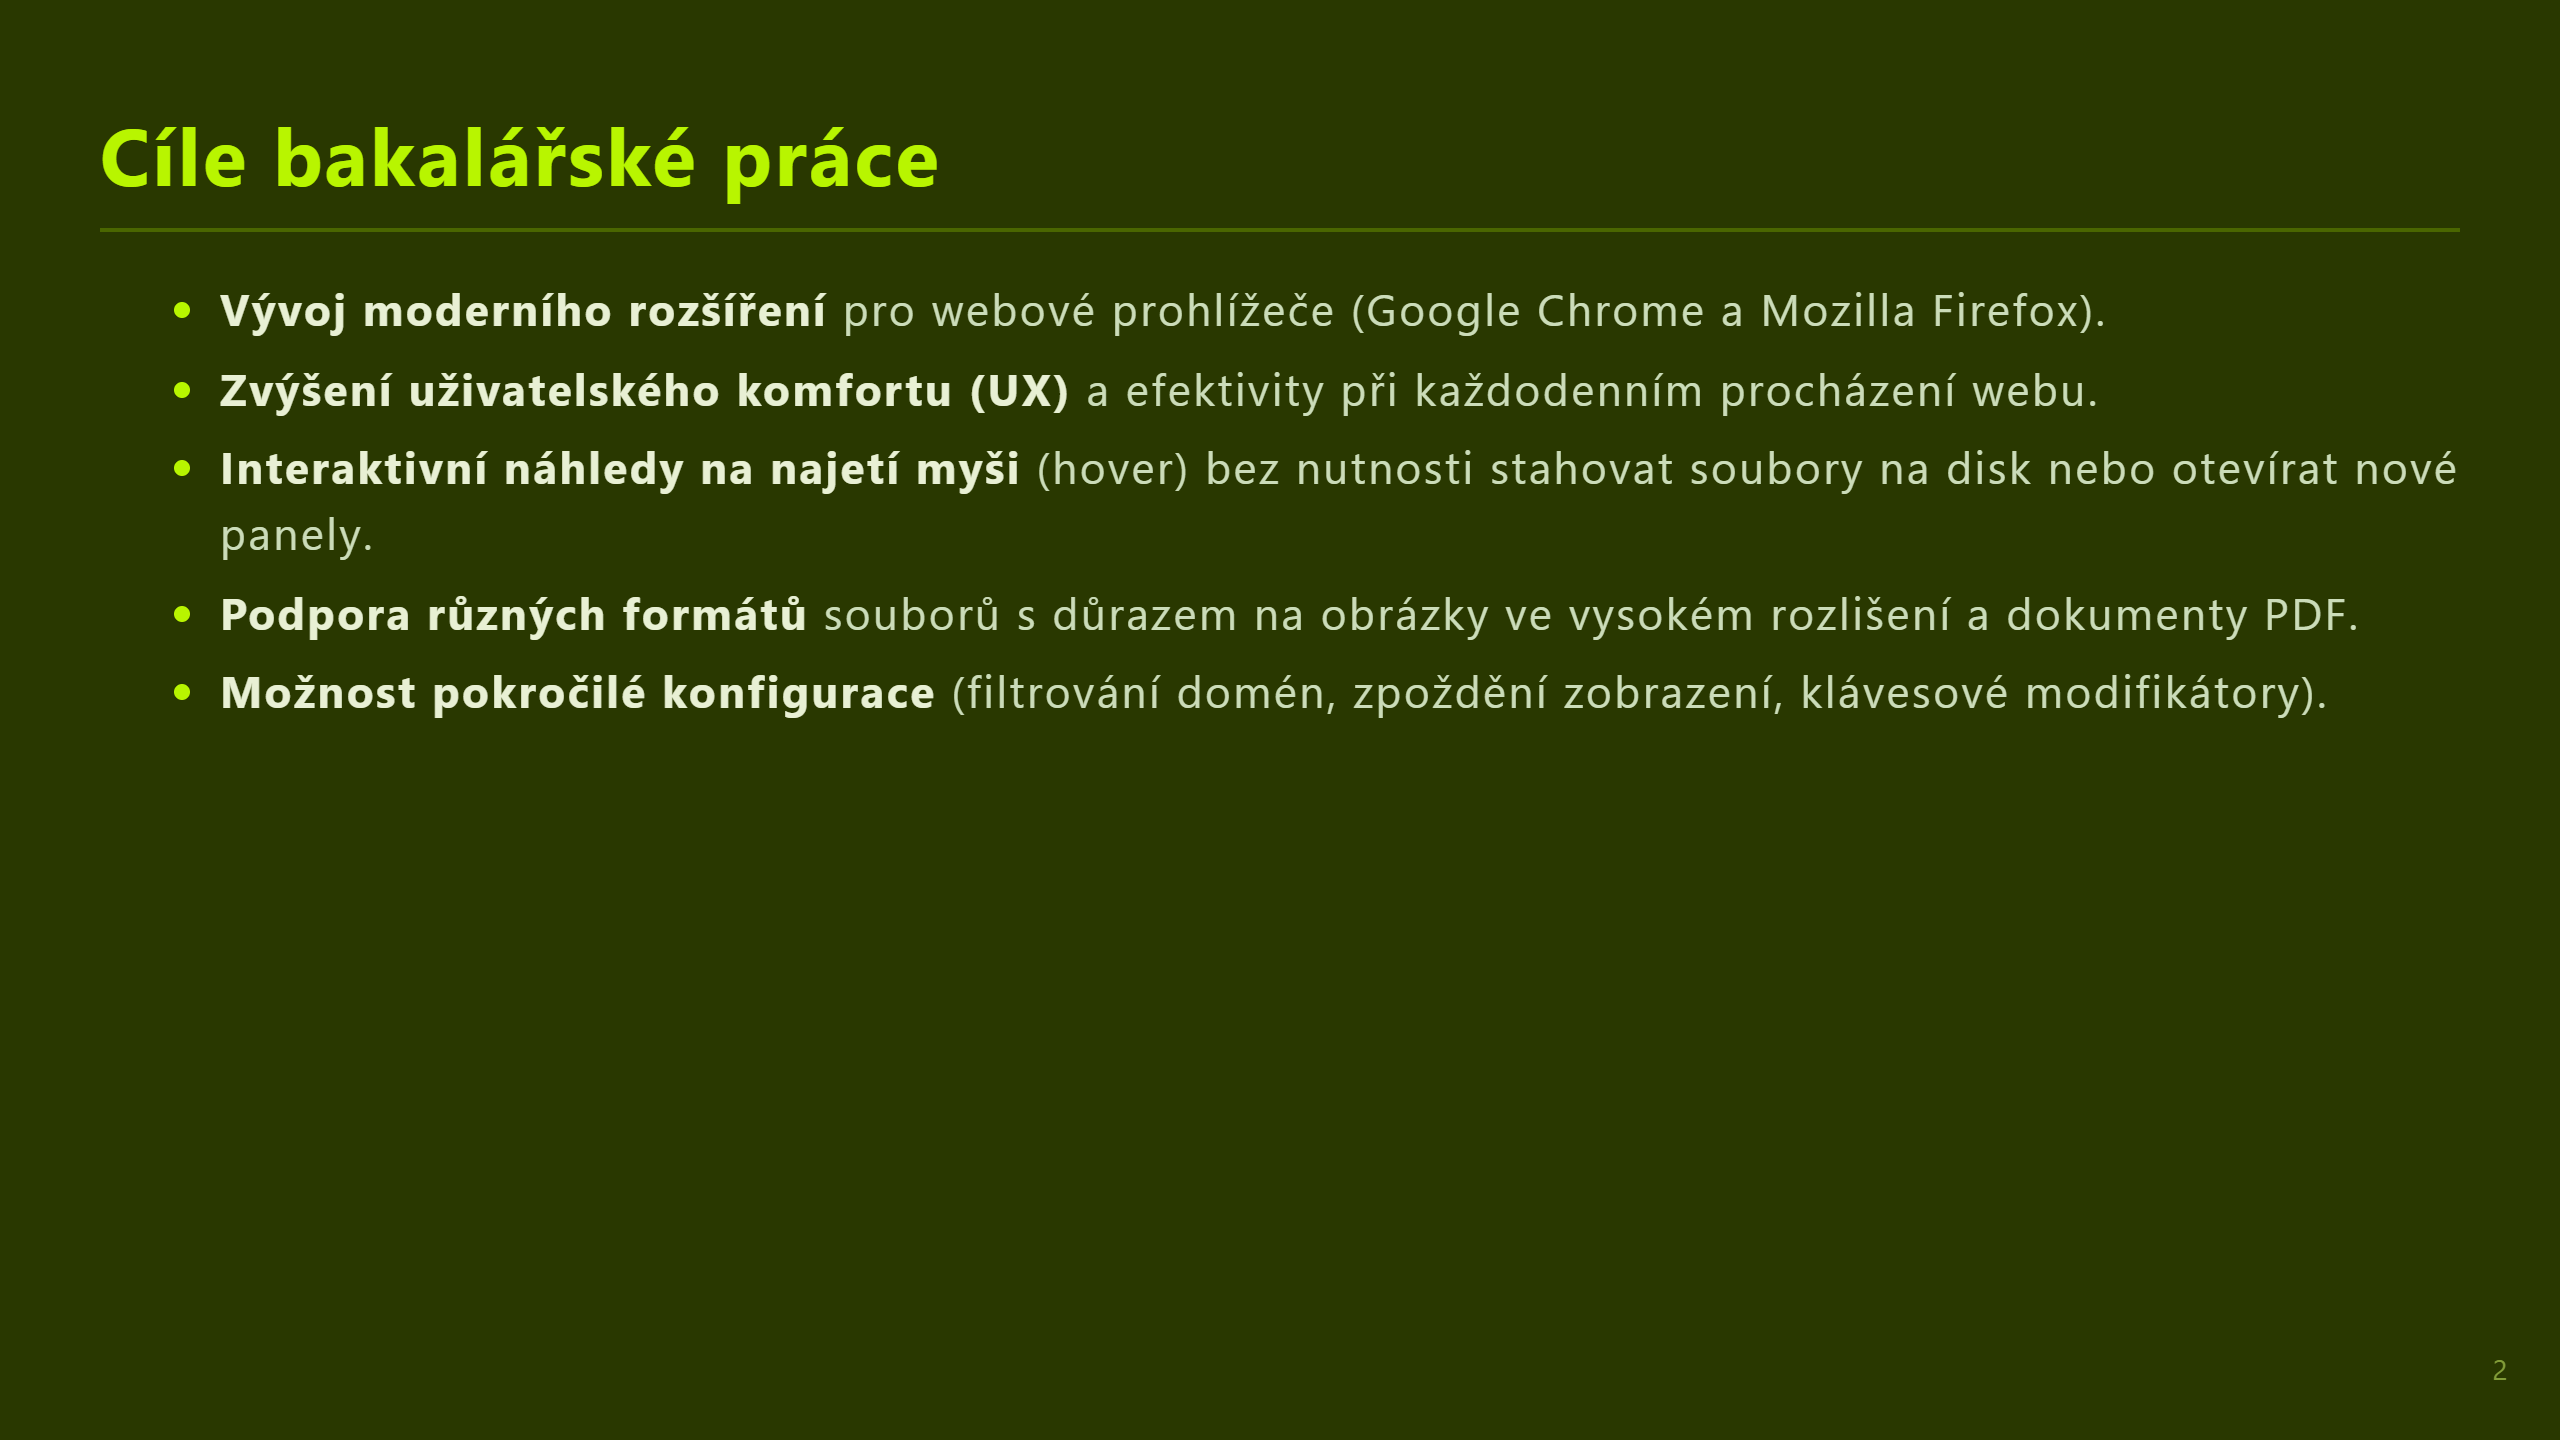 Cíle bakalářské práce
Vývoj moderního rozšíření pro webové prohlížeče (Google Chrome a Mozilla Firefox).
Zvýšení uživatelského komfortu (UX) a efektivity při každodenním procházení webu.
Interaktivní náhledy na najetí myši (hover) bez nutnosti stahovat soubory na disk nebo otevírat nové
panely.
Podpora různých formátů souborů s důrazem na obrázky ve vysokém rozlišení a dokumenty PDF.
Možnost pokročilé konfigurace (filtrování domén, zpoždění zobrazení, klávesové modifikátory).
2